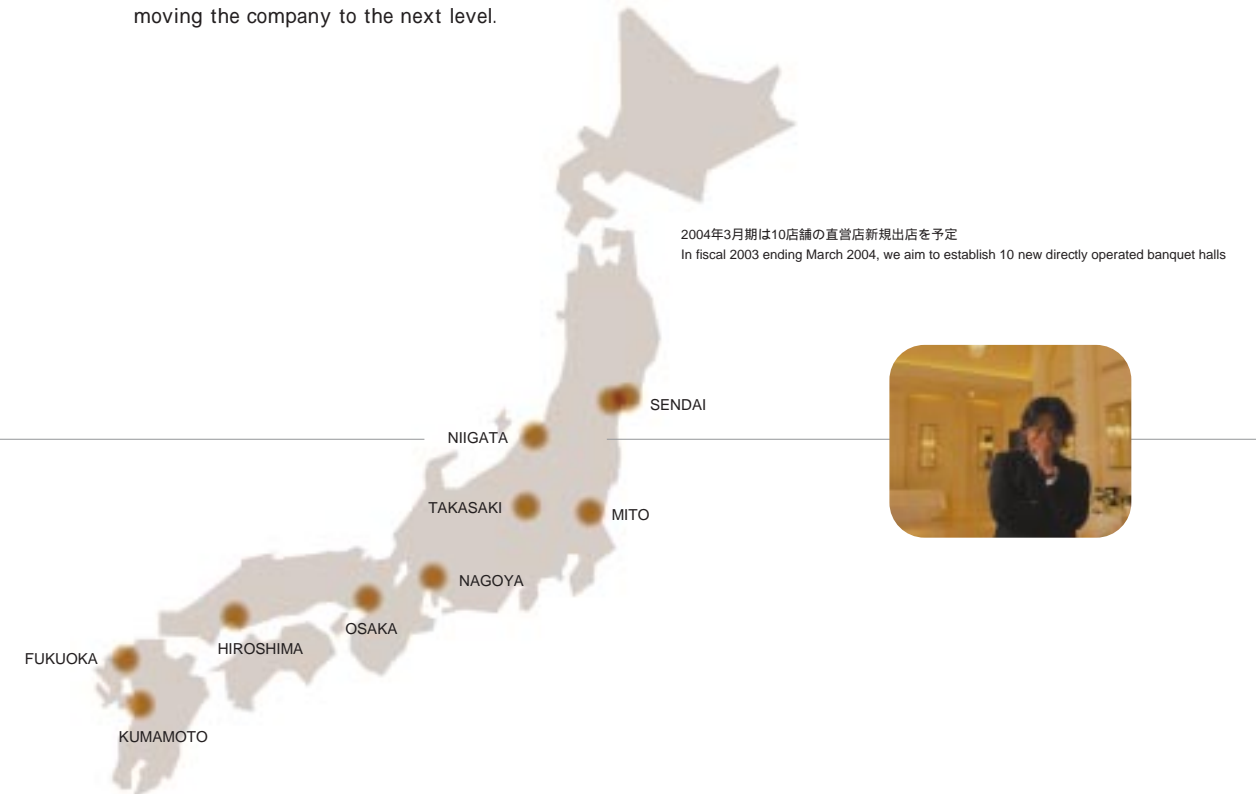 moving the company to the next level.
2004年3月期は10店舗の直営店新規出店を予定
In fiscal 2003 ending March 2004, we aim to establish 10 new directly operated banquet halls
SENDAI
NIIGATA
TAKASAKI
MITO
NAGOYA
OSAKA
HIROSHIMA
FUKUOKA
KUMAMOTO